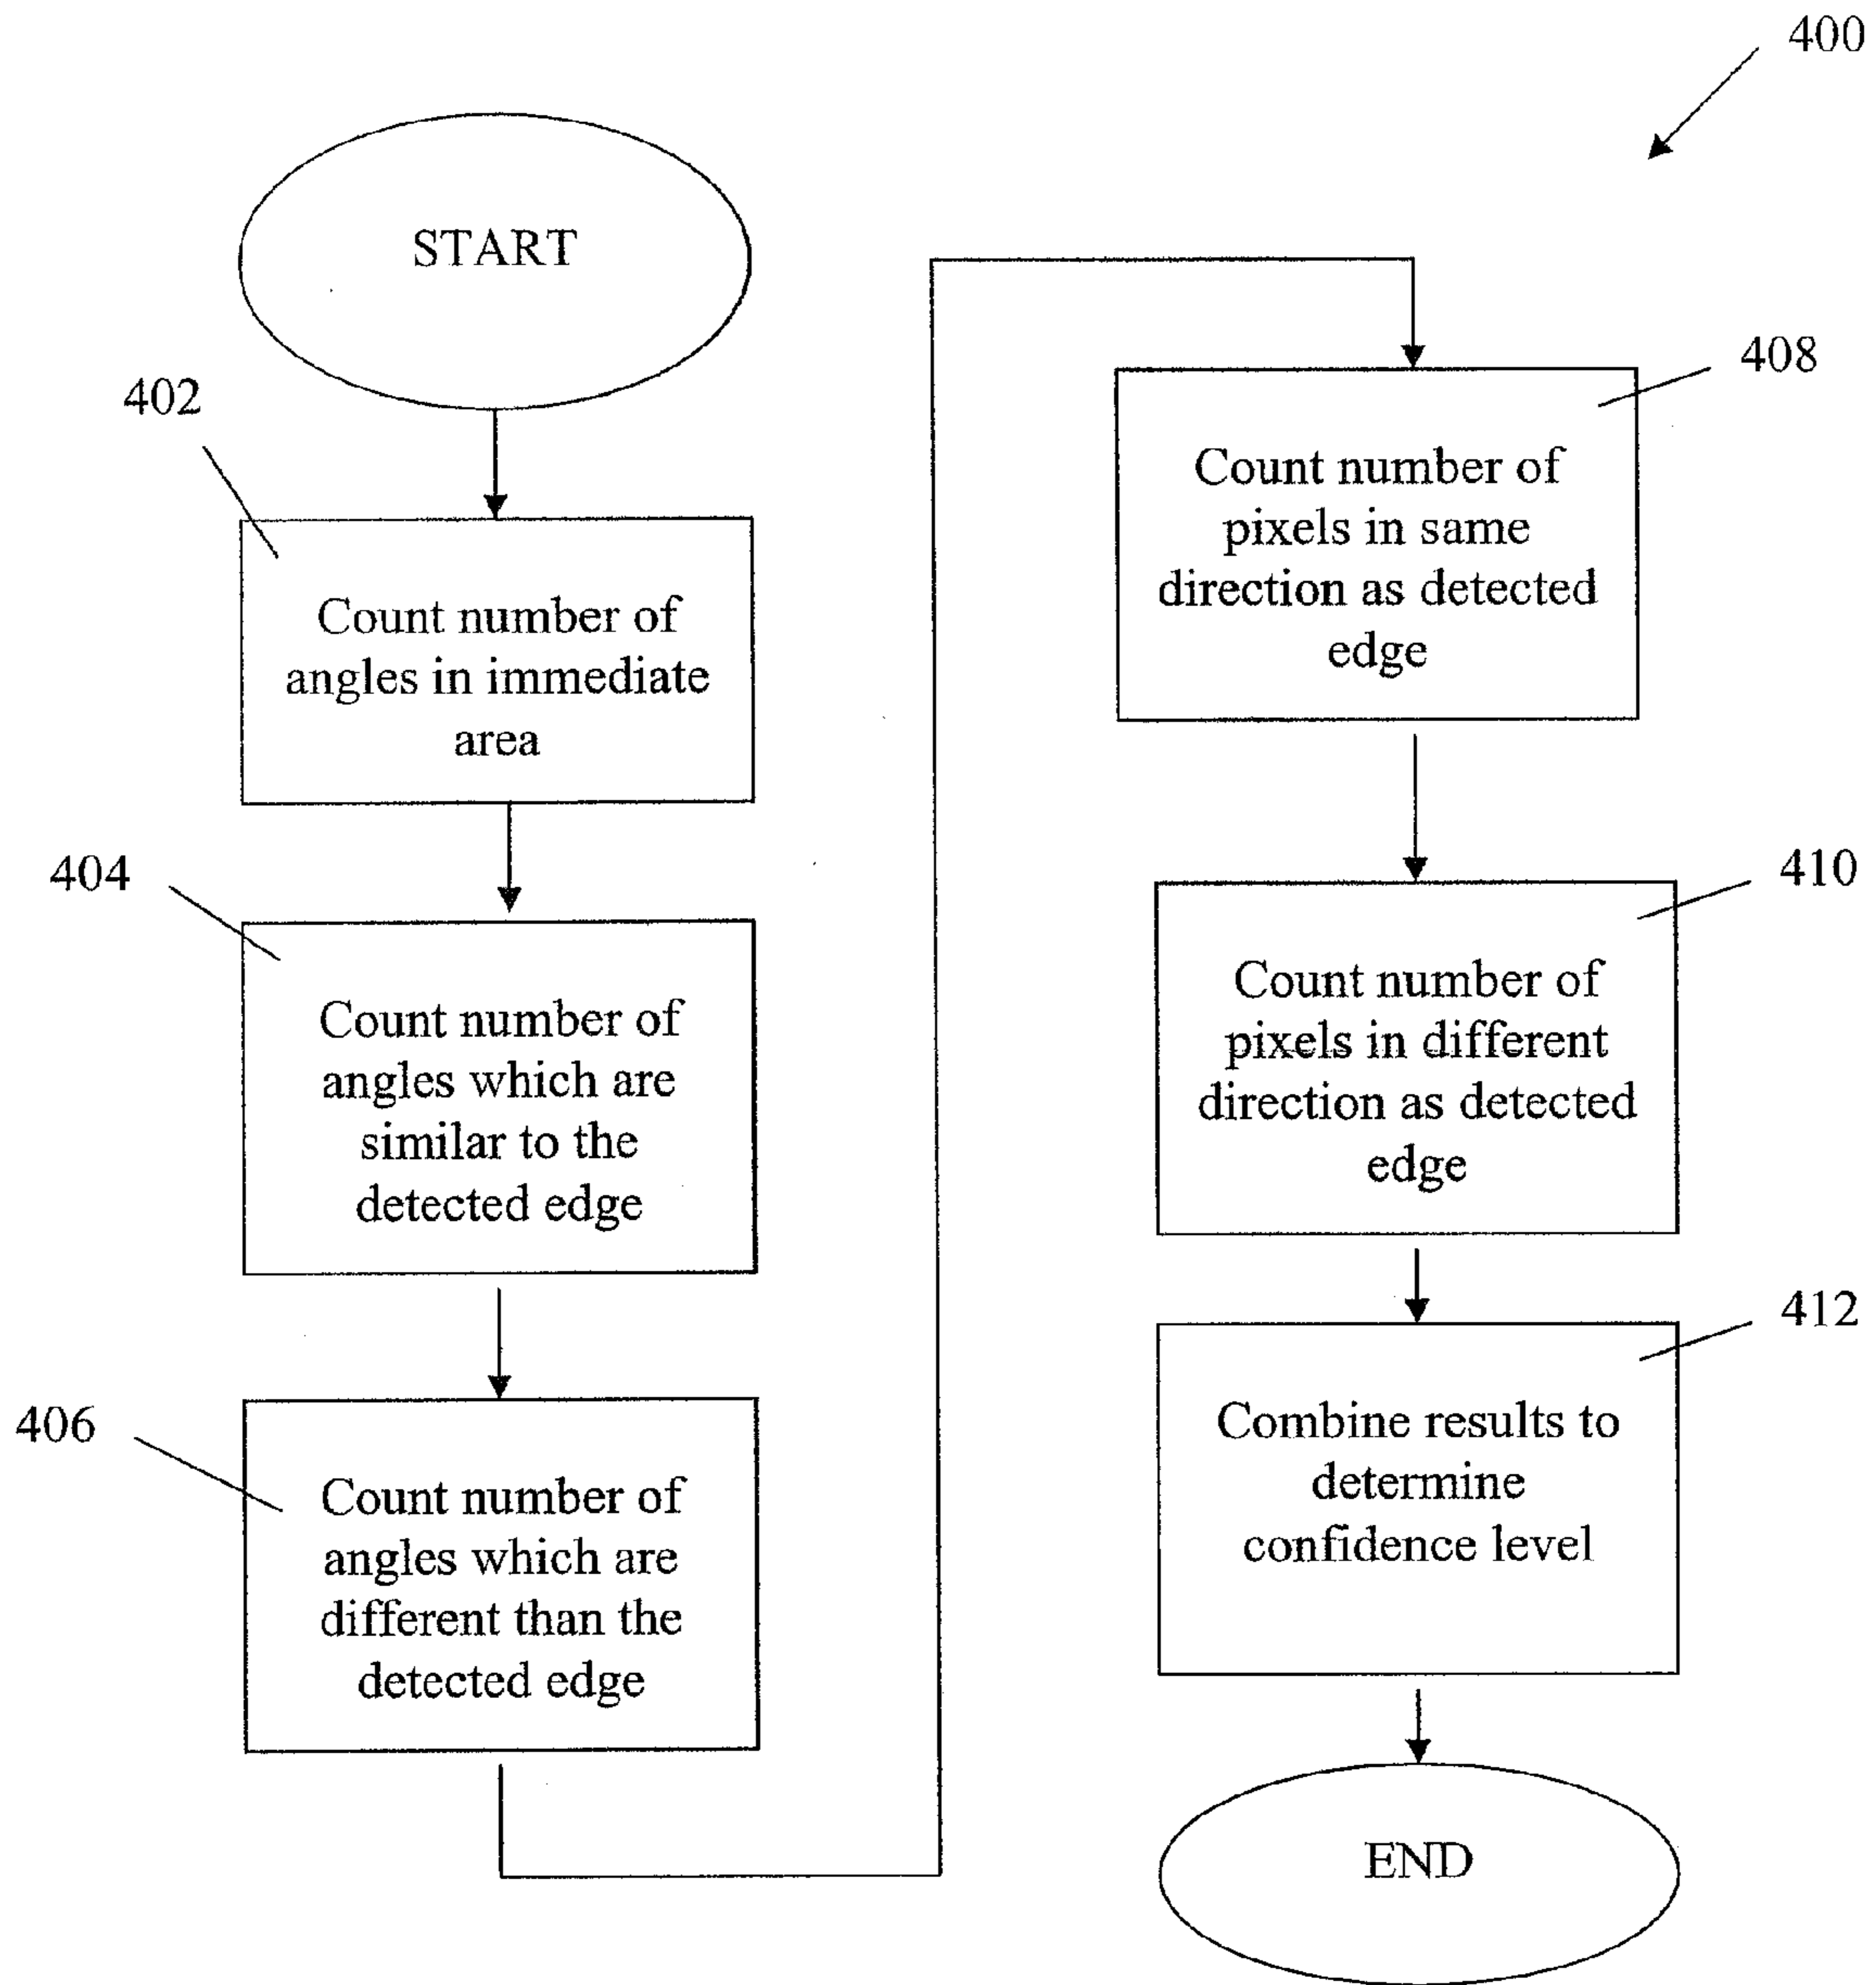 400
START
402
Count number of
angles in immediate
area
404
Count number of
angles which are
similar to the
detected edge
406
Count number of
angles which are
different than the
detected edge
408
Count number of
pixels in same
direction as detected
edge
410
Count number of
pixels in different
direction as detected
edge
412
Combine results to
determine
confidence level
END